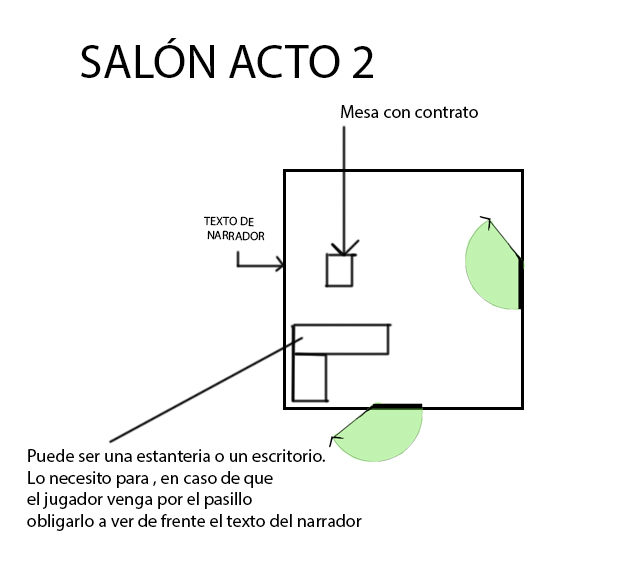 SALÓN ACTO 2
Mesa con contrato
TEXTO DE
NARRADOR
Puede ser una estanteria o un escritorio.
Lo necesito para , en caso de que
el jugador venga por el pasillo
obligarlo a ver de frente el texto del narrador